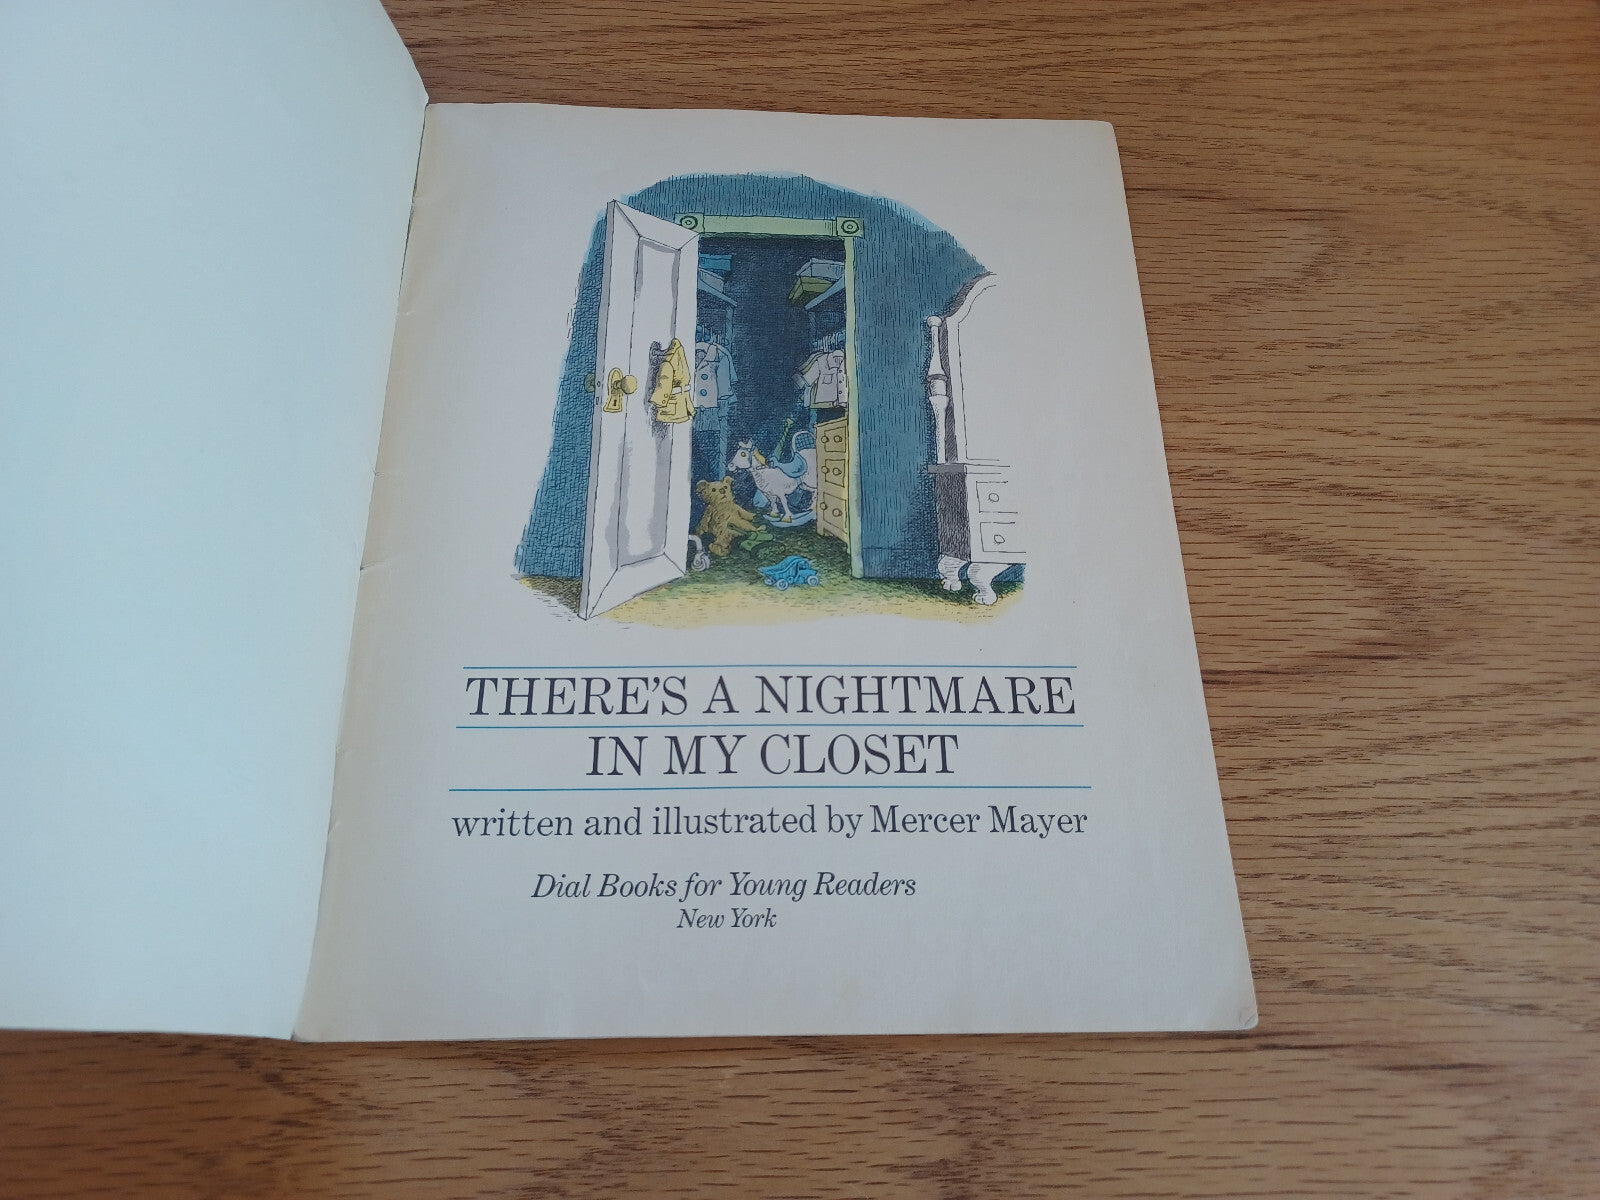 THERE'S A NIGHTMARE
IN MY CLOSET
written and illustrated by Mercer Mayer
Dial Books for Young Readers
New York